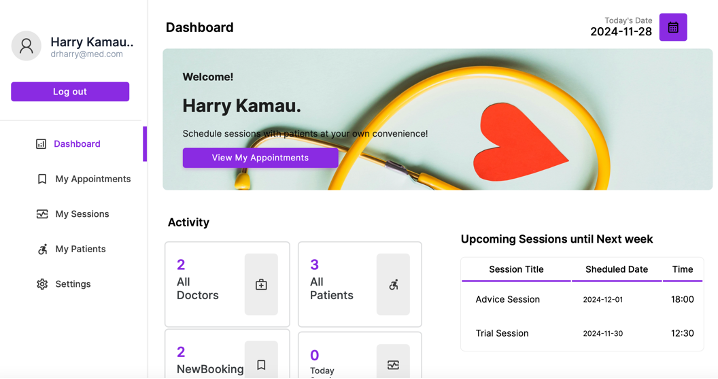 Harry Kamau..
drharry@med.com
Log out
Dashboard
My Appointments
My Sessions
My Patients
Settings
Dashboard
Today's Date
2024-11-28
Welcome!
Harry Kamau.
Schedule sessions with patients at your own convenience!
View My Appointments
Activity
2
All
Doctors
3
All
Patients
2
NewBooking
0
Today
Upcoming Sessions until Next week
Session Title Sheduled Date Time
Advice Session 2024-12-01 18:00
Trial Session 2024-11-30 12:30